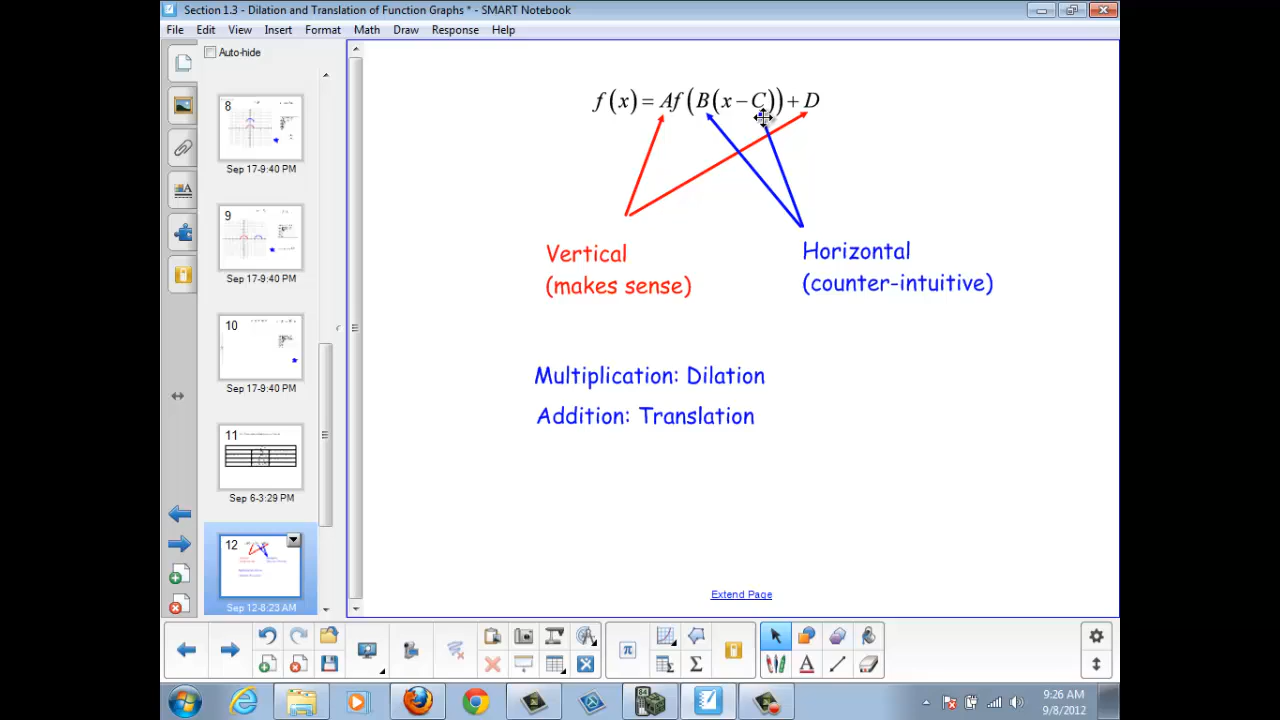 Section 1.3 - Dilation and Translation of Function Graphs * - SMART Notebook
File Edit View Insert Format Math Draw Response Help
Auto-hide
8
Sep 17-9:40 PM
9
Sep 17-9:40 PM
10
Sep 17-9:40 PM
11
Sep 6-3:29 PM
12
Sep 12-8:23 AM
f(x) = Af(B(x−C))+D
Vertical
(makes sense)
Horizontal
(counter-intuitive)
Multiplication: Dilation
Addition: Translation
Extend Page
9:26 AM
9/8/2012